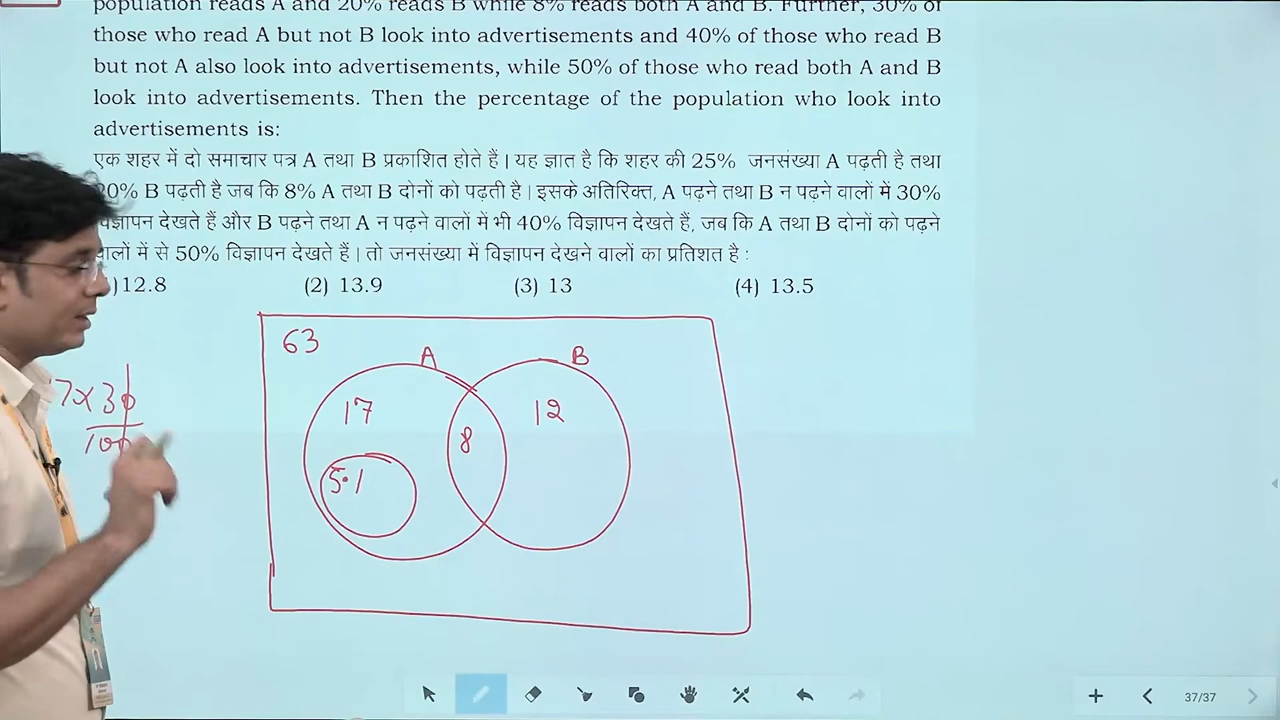 population reads A and 20% reads B while 8% reads both A and B. Further, 30% of
those who read A but not B look into advertisements and 40% of those who read B
but not A also look into advertisements, while 50% of those who read both A and B
look into advertisements. Then the percentage of the population who look into
advertisements is:
एक शहर में दो समाचार पत्र A तथा B प्रकाशित होते हैं। यह ज्ञात है कि शहर की 25% जनसंख्या A पढ़ती है तथा
20% B पढ़ती है जब कि 8% A तथा B दोनों को पढ़ती है। इसके अतिरिक्त, A पढ़ने तथा B न पढ़ने वालों में 30%
विज्ञापन देखते हैं और B पढ़ने तथा A न पढ़ने वालों में भी 40% विज्ञापन देखते हैं, जब कि A तथा B दोनों को पढ़ने
वालों में से 50% विज्ञापन देखते हैं। तो जनसंख्या में विज्ञापन देखने वालों का प्रतिशत है :
)12.8 (2) 13.9 (3) 13 (4) 13.5
63
A B
7x30
100
17 8 12
5.1
37/37